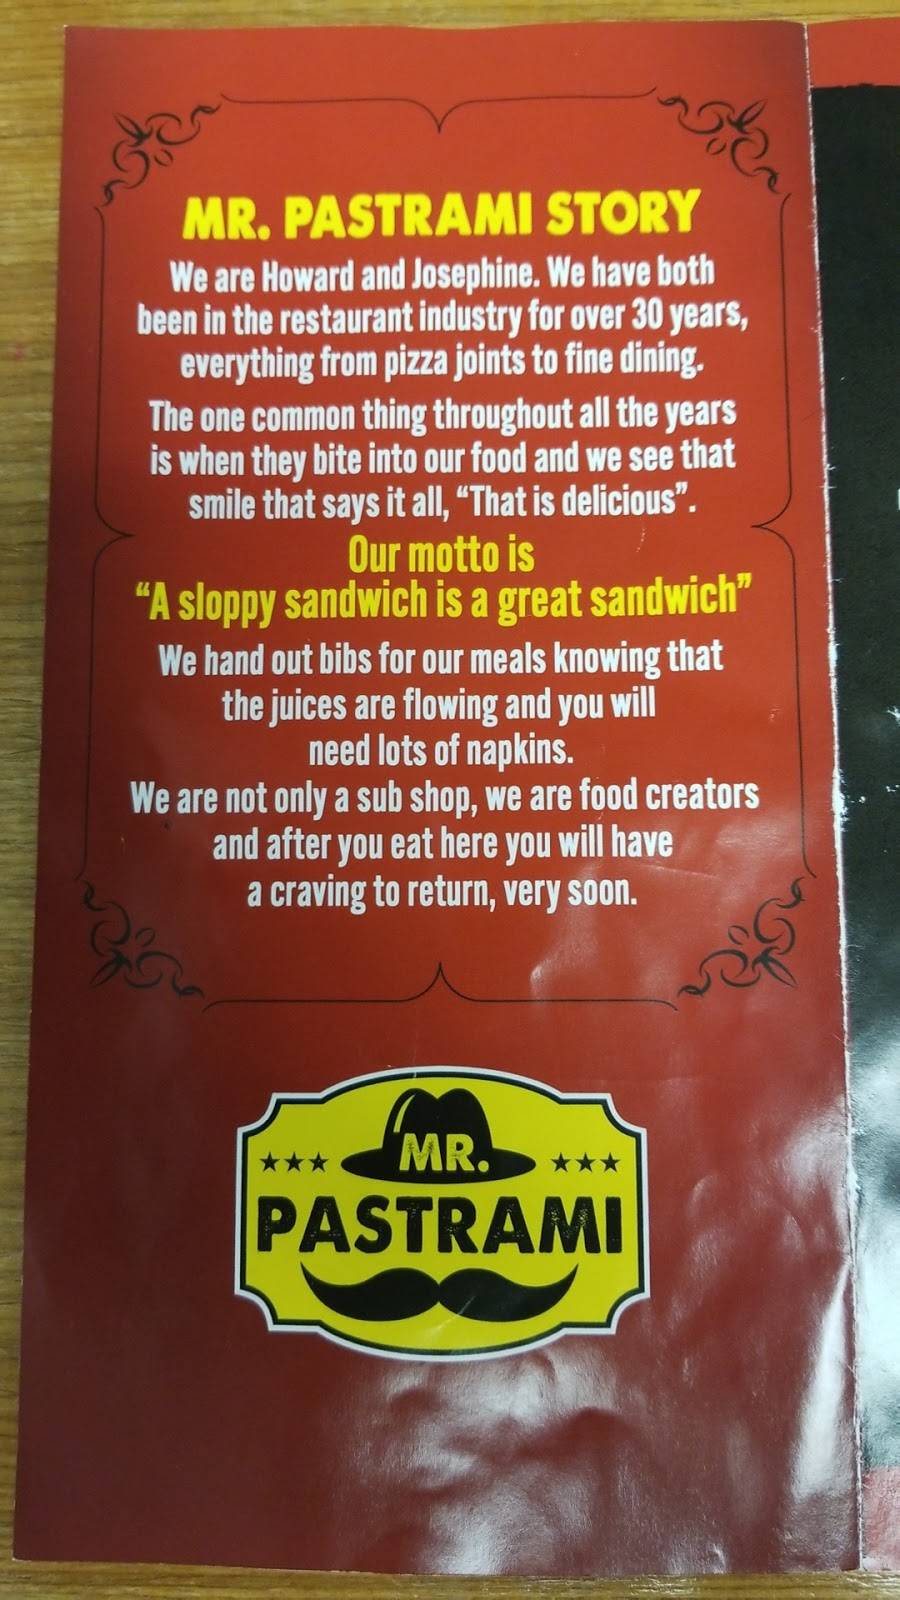 MR. PASTRAMI STORY
We are Howard and Josephine. We have both
been in the restaurant industry for over 30 years,
everything from pizza joints to fine dining.
The one common thing throughout all the years
is when they bite into our food and we see that
smile that says it all, “That is delicious”.
Our motto is
“A sloppy sandwich is a great sandwich”
We hand out bibs for our meals knowing that
the juices are flowing and you will
need lots of napkins.
We are not only a sub shop, we are food creators
and after you eat here you will have
a craving to return, very soon.
MR.
PASTRAMI